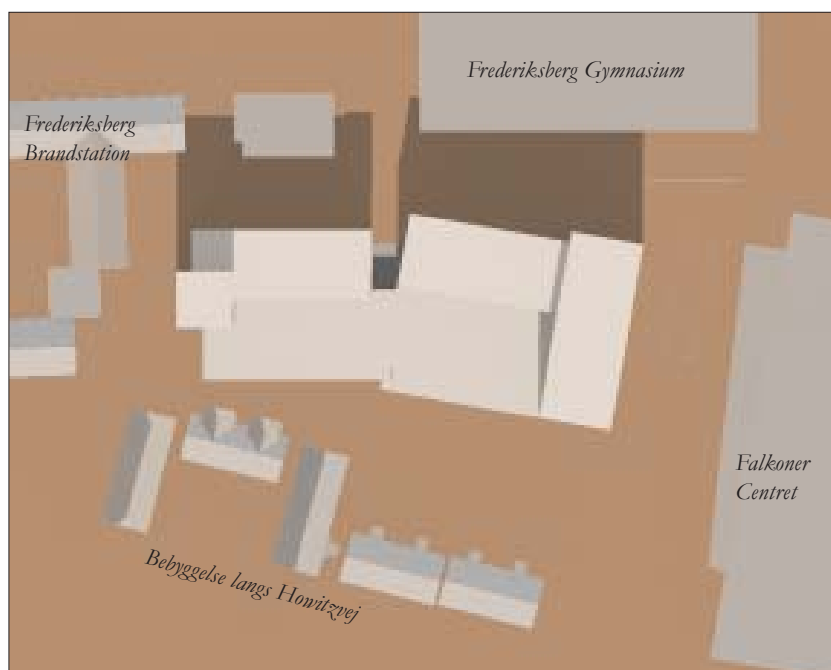 Frederiksberg Gymnasium
Frederiksberg
Brandstation
Falkoner
Centret
Bebyggelse langs Howitzvej